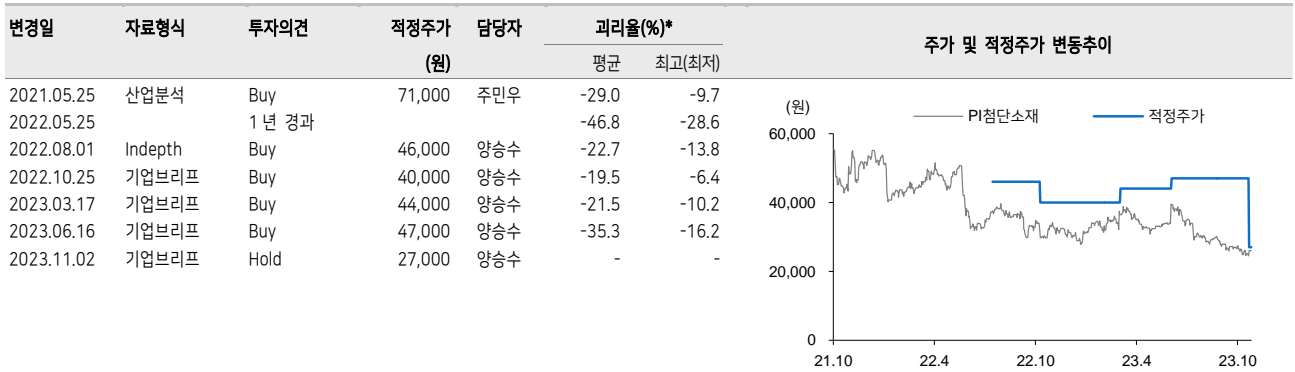 변경일 자료형식 투자의견 적정주가 담당자 괴리율(%)*
(원) 평균 최고(최저)
2021.05.25 산업분석 Buy 71,000 주민우 -29.0 -9.7
2022.05.25 1년 경과 -46.8 -28.6
2022.08.01 Indepth Buy 46,000 양승수 -22.7 -13.8
2022.10.25 기업브리프 Buy 40,000 양승수 -19.5 -6.4
2023.03.17 기업브리프 Buy 44,000 양승수 -21.5 -10.2
2023.06.16 기업브리프 Buy 47,000 양승수 -35.3 -16.2
2023.11.02 기업브리프 Hold 27,000 양승수 - -
주가 및 적정주가 변동추이
(원)
PI첨단소재 적정주가
60,000
40,000
20,000
0
21.10 22.4 22.10 23.4 23.10